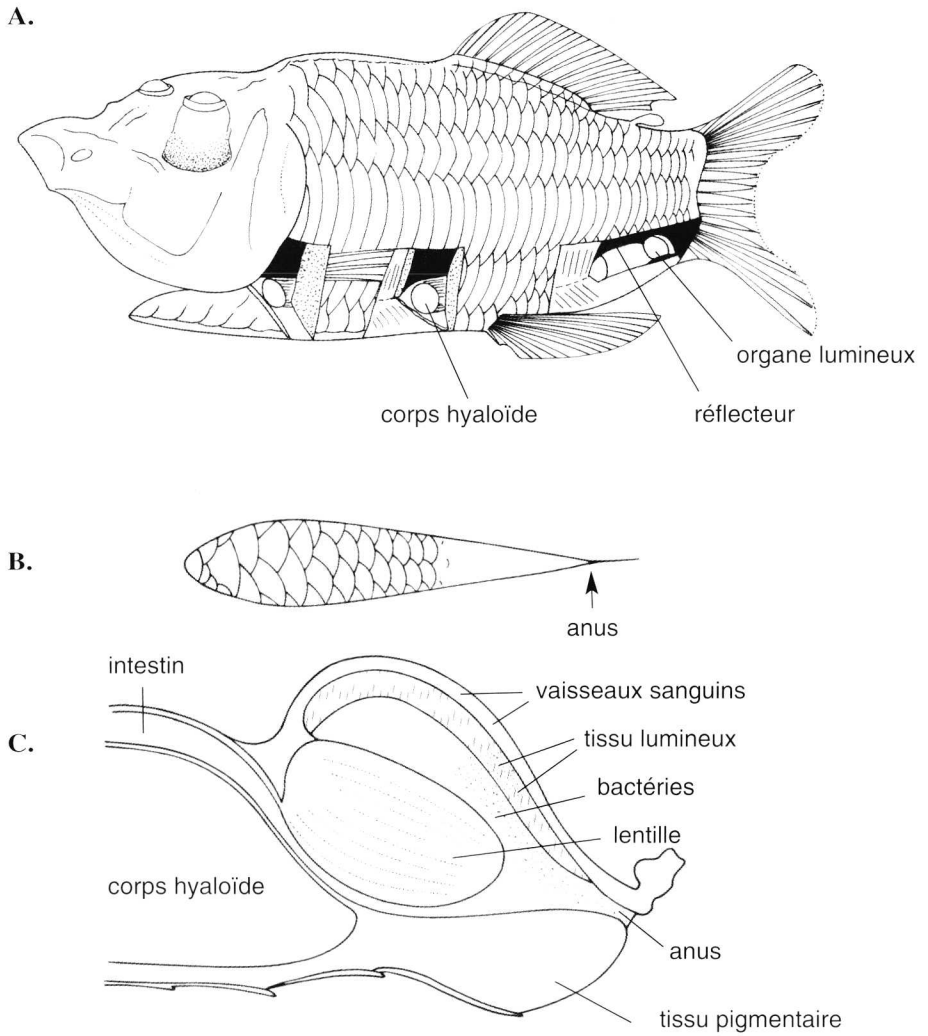 A.
organe lumineux
corps hyaloïde
réflecteur
B.
anus
intestin
vaisseaux sanguins
C.
tissu lumineux
bactéries
lentille
corps hyaloïde
anus
tissu pigmentaire